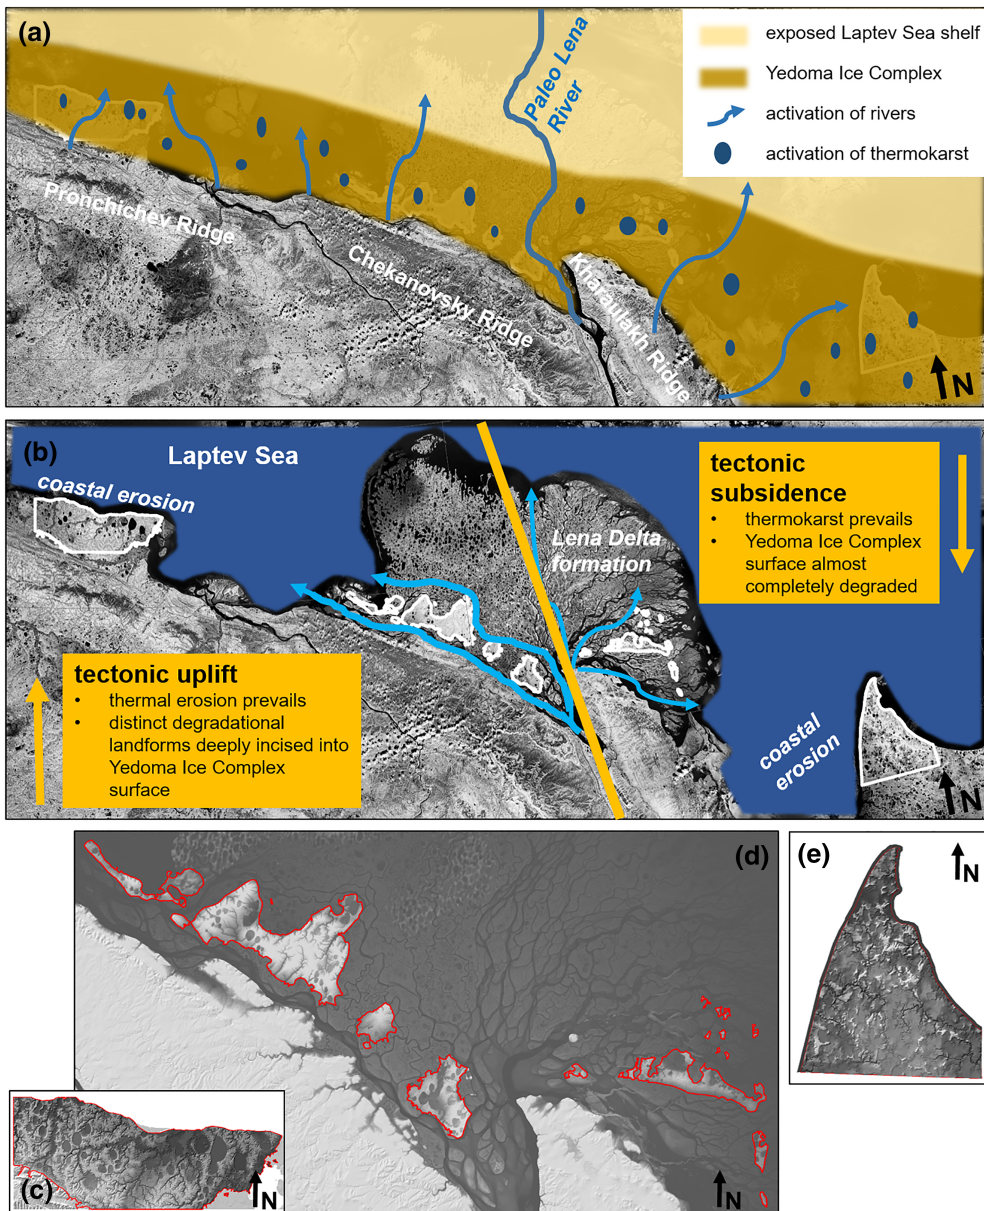 (a)
exposed Laptev Sea shelf
Yedoma Ice Complex
activation of rivers
activation of thermokarst
Paleo Lena
River
Pronchichev Ridge
Chekanovsky Ridge
Kharaulakh Ridge
N
(b)
Laptev Sea
coastal erosion
Lena Delta
formation
tectonic
subsidence
• thermokarst prevails
• Yedoma Ice Complex
surface almost
completely degraded
tectonic uplift
• thermal erosion prevails
• distinct degradational
landforms deeply incised into
Yedoma Ice Complex
surface
coastal
erosion
N
(d)
N
(e)
N
(c)
N